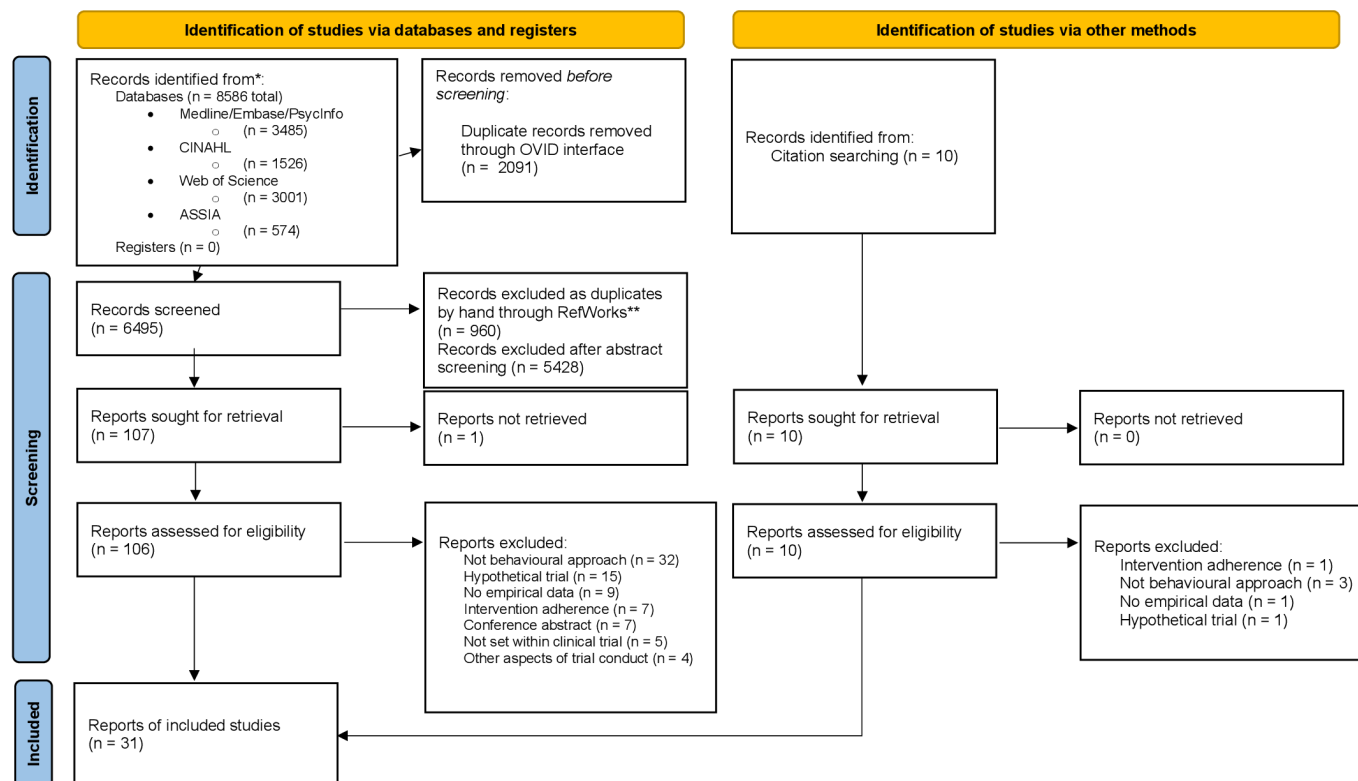 Identification of studies via databases and registers
Identification of studies via other methods
Identification
Records identified from*:
Databases (n = 8586 total)
• Medline/Embase/PsycInfo
o (n = 3485)
• CINAHL
o (n = 1526)
• Web of Science
o (n = 3001)
• ASSIA
o (n = 574)
Registers (n = 0)
Records removed before
screening:
Duplicate records removed
through OVID interface
(n = 2091)
Records identified from:
Citation searching (n = 10)
Screening
Records screened
(n = 6495)
Records excluded as duplicates
by hand through RefWorks**
(n = 960)
Records excluded after abstract
screening (n = 5428)
Reports sought for retrieval
(n = 107)
Reports not retrieved
(n = 1)
Reports sought for retrieval
(n = 10)
Reports not retrieved
(n = 0)
Reports assessed for eligibility
(n = 106)
Reports excluded:
Not behavioural approach (n = 32)
Hypothetical trial (n = 15)
No empirical data (n = 9)
Intervention adherence (n = 7)
Conference abstract (n = 7)
Not set within clinical trial (n = 5)
Other aspects of trial conduct (n = 4)
Reports assessed for eligibility
(n = 10)
Reports excluded:
Intervention adherence (n = 1)
Not behavioural approach (n = 3)
No empirical data (n = 1)
Hypothetical trial (n = 1)
Included
Reports of included studies
(n = 31)